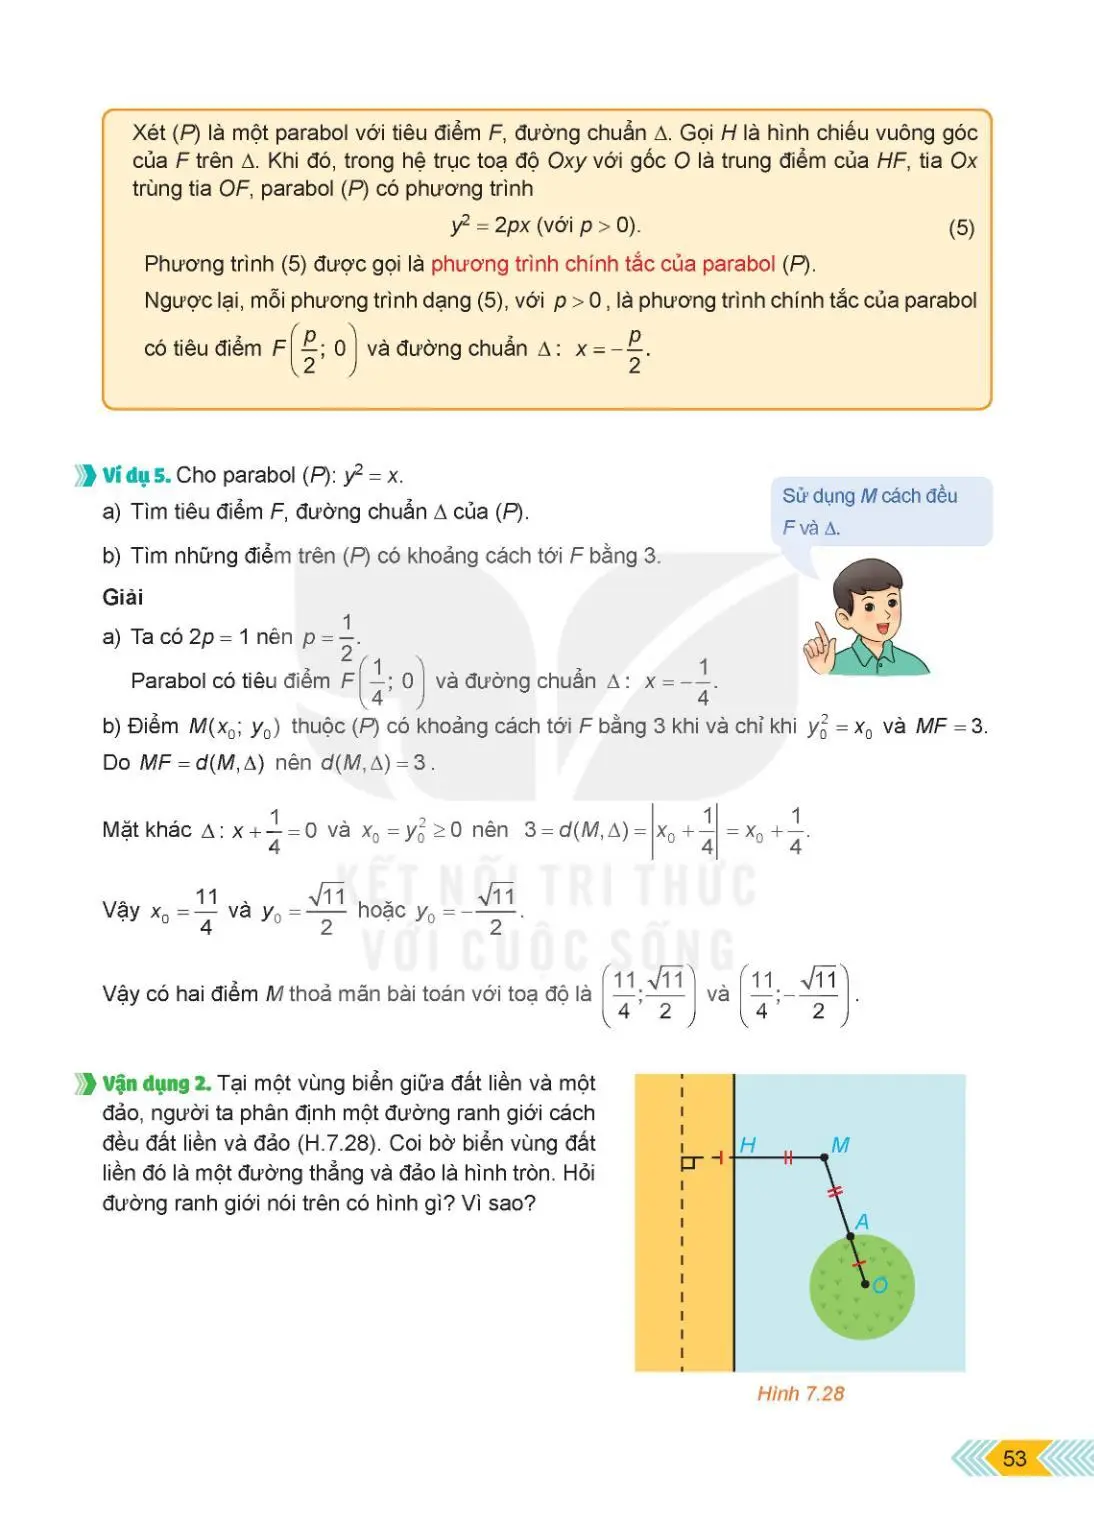 Xét (P) là một parabol với tiêu điểm F, đường chuẩn Δ. Gọi H là hình chiếu vuông góc
của F trên Δ. Khi đó, trong hệ trục toạ độ Oxy với gốc O là trung điểm của HF, tia Ox
trùng tia OF, parabol (P) có phương trình
y² = 2px (với p > 0). (5)
Phương trình (5) được gọi là phương trình chính tắc của parabol (P).
Ngược lại, mỗi phương trình dạng (5), với p > 0, là phương trình chính tắc của parabol
có tiêu điểm F(p/2; 0) và đường chuẩn Δ: x = −p/2.
Ví dụ 5. Cho parabol (P): y² = x.
a) Tìm tiêu điểm F, đường chuẩn Δ của (P).
b) Tìm những điểm trên (P) có khoảng cách tới F bằng 3.
Sử dụng M cách đều
F và Δ.
Giải
a) Ta có 2p = 1 nên p = 1/2.
Parabol có tiêu điểm F(1/4; 0) và đường chuẩn Δ: x = −1/4.
b) Điểm M(x₀; y₀) thuộc (P) có khoảng cách tới F bằng 3 khi và chỉ khi y₀² = x₀ và MF = 3.
Do MF = d(M, Δ) nên d(M, Δ) = 3.
Mặt khác Δ: x + 1/4 = 0 và x₀ = y₀² ≥ 0 nên 3 = d(M, Δ) = |x₀ + 1/4| = x₀ + 1/4.
Vậy x₀ = 11/4 và y₀ = √11/2 hoặc y₀ = −√11/2.
Vậy có hai điểm M thoả mãn bài toán với toạ độ là (11/4; √11/2) và (11/4; −√11/2).
KẾT NỐI TRI THỨC
VỚI CUỘC SỐNG
Vận dụng 2. Tại một vùng biển giữa đất liền và một
đảo, người ta phân định một đường ranh giới cách
đều đất liền và đảo (H.7.28). Coi bờ biển vùng đất
liền đó là một đường thẳng và đảo là hình tròn. Hỏi
đường ranh giới nói trên có hình gì? Vì sao?
H
M
A
O
Hình 7.28
53